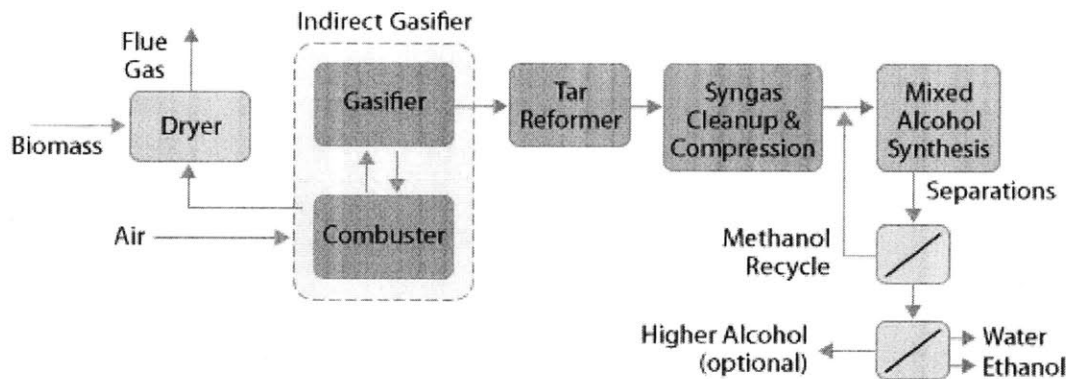 Indirect Gasifier
Flue
Gas
Biomass
Dryer
Air
Gasifier
Combuster
Tar
Reformer
Syngas
Cleanup &
Compression
Mixed
Alcohol
Synthesis
Separations
Methanol
Recycle
Higher Alcohol
(optional)
Water
Ethanol